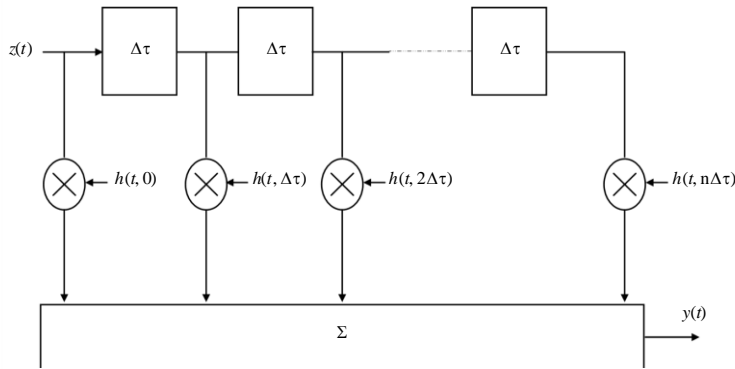 z(t)
Δτ
Δτ
Δτ
h(t, 0)
h(t, Δτ)
h(t, 2Δτ)
h(t, nΔτ)
Σ
y(t)